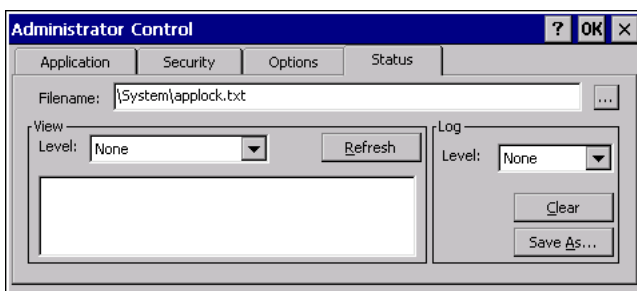 Administrator Control ? OK ×
Application Security Options Status
Filename: \System\applock.txt ...
View Log
Level: None Refresh Level: None
Clear
Save As...